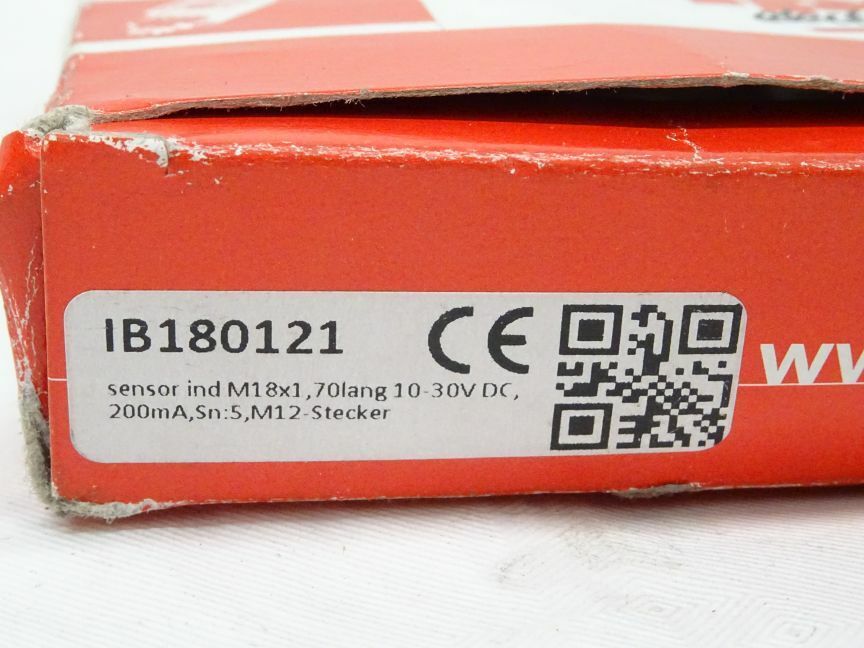 IB180121
CE
sensor ind M18x1,70lang 10-30V DC,
200mA,Sn:5,M12-Stecker